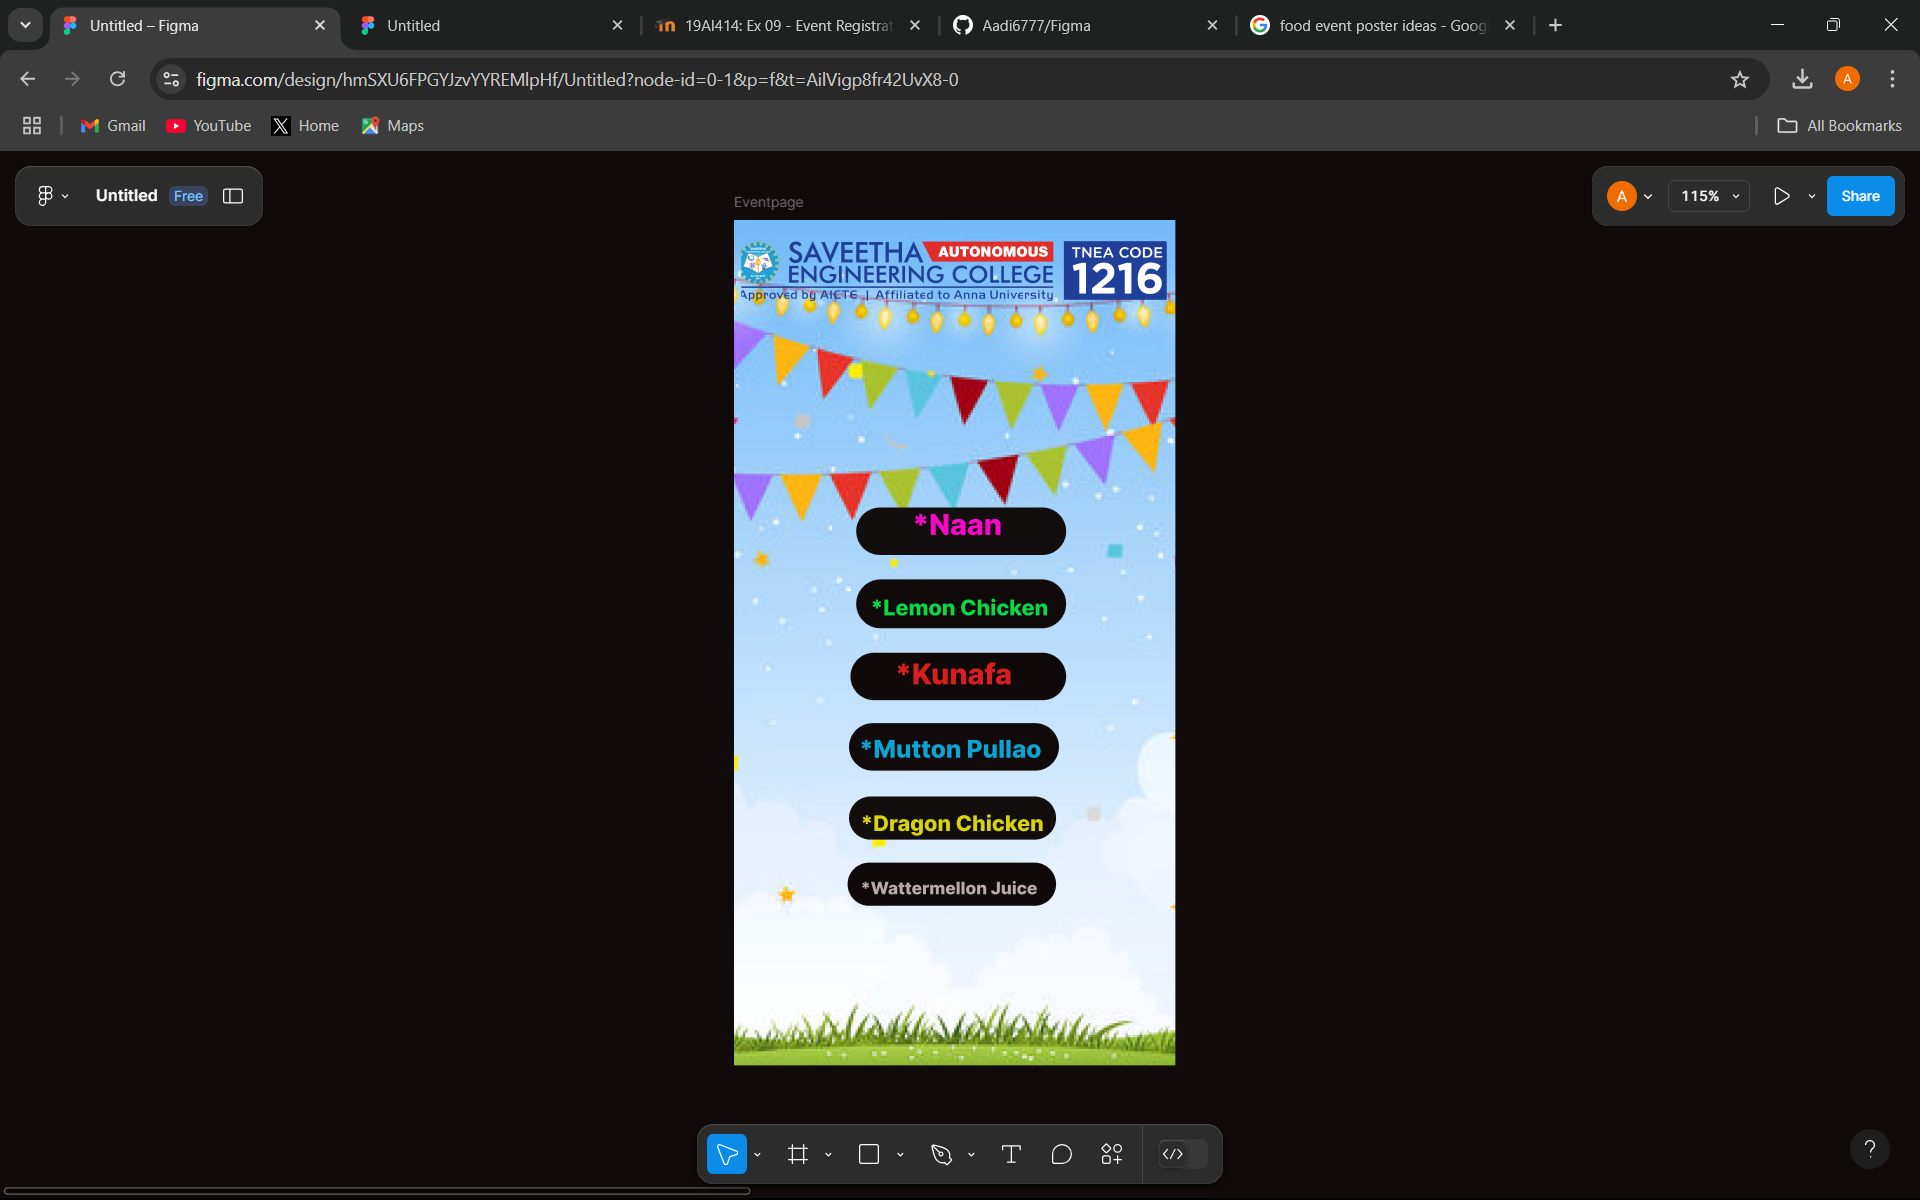 Untitled – Figma
Untitled
19AI414: Ex 09 - Event Registrat
Aadi6777/Figma
food event poster ideas - Goog
figma.com/design/hmSXU6FPGYJzvYYREMlpHf/Untitled?node-id=0-1&p=f&t=AilVigp8fr42UvX8-0
A
Gmail
YouTube
Home
Maps
All Bookmarks
Untitled
Free
Eventpage
A
115%
Share
SAVEETHA
AUTONOMOUS
ENGINEERING COLLEGE
Approved by AICTE | Affiliated to Anna University
TNEA CODE
1216
*Naan
*Lemon Chicken
*Kunafa
*Mutton Pullao
*Dragon Chicken
*Wattermellon Juice
?